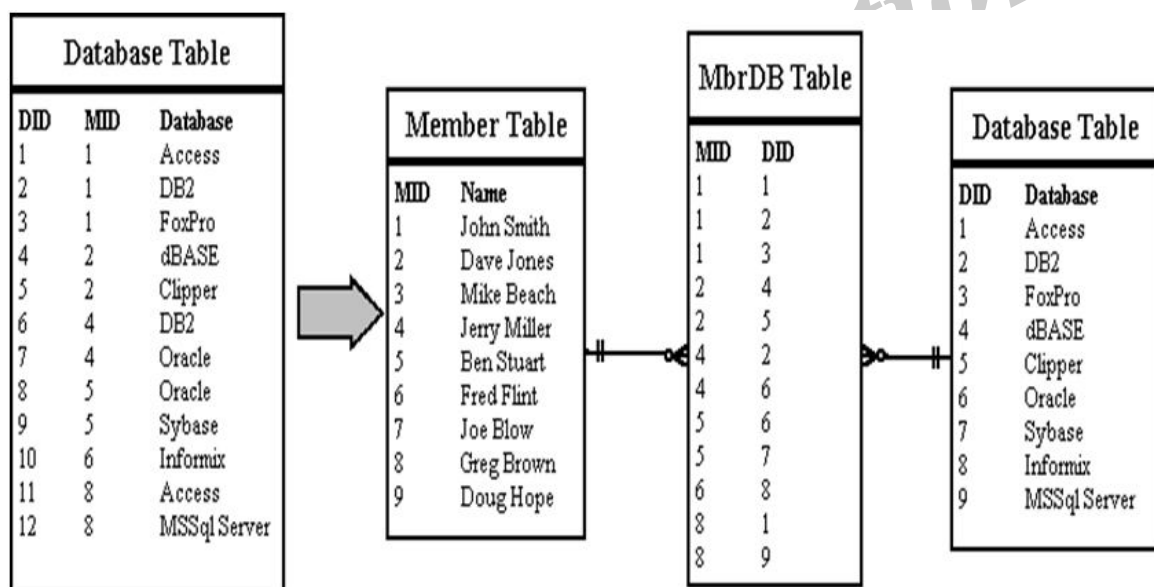 Database Table
DID MID Database
1 1 Access
2 1 DB2
3 1 FoxPro
4 2 dBASE
5 2 Clipper
6 4 DB2
7 4 Oracle
8 5 Oracle
9 5 Sybase
10 6 Informix
11 8 Access
12 8 MSSql Server
Member Table
MID Name
1 John Smith
2 Dave Jones
3 Mike Beach
4 Jerry Miller
5 Ben Stuart
6 Fred Flint
7 Joe Blow
8 Greg Brown
9 Doug Hope
MbrDB Table
MID DID
1 1
1 2
1 3
2 4
2 5
4 2
4 6
5 6
5 7
6 8
8 1
8 9
Database Table
DID Database
1 Access
2 DB2
3 FoxPro
4 dBASE
5 Clipper
6 Oracle
7 Sybase
8 Informix
9 MSSql Server